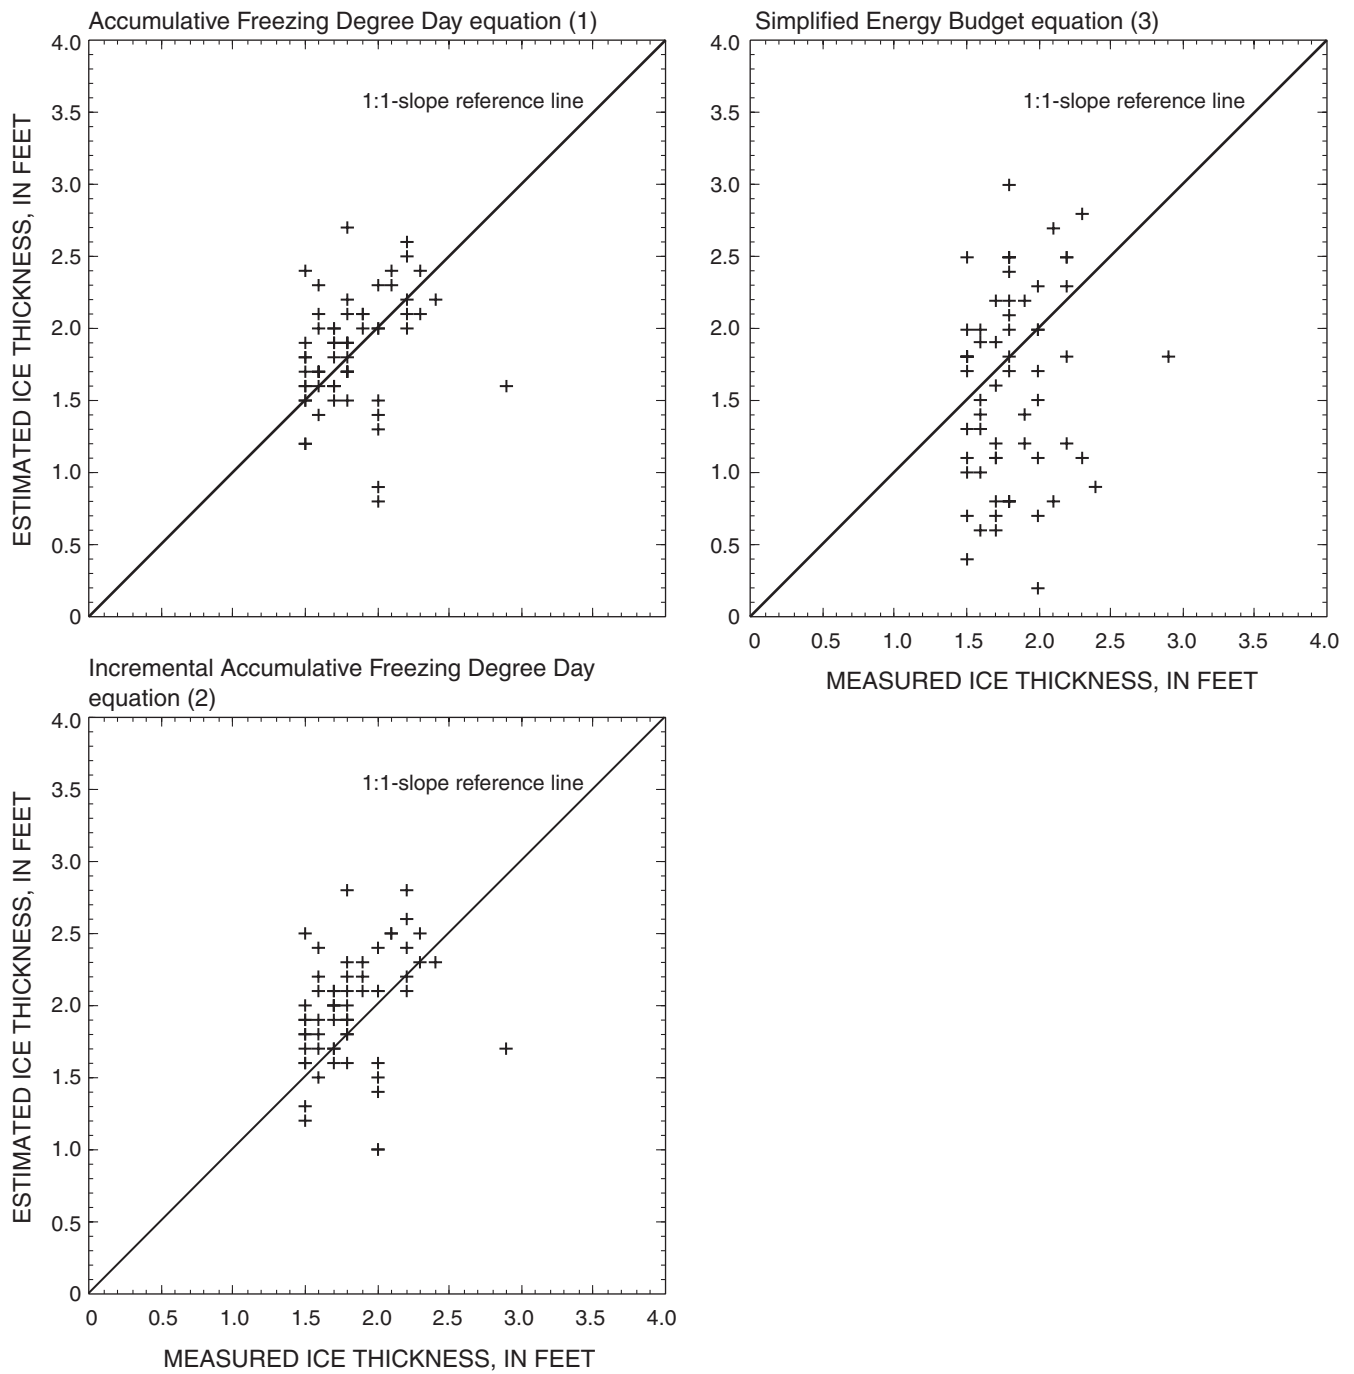 Accumulative Freezing Degree Day equation (1)
ESTIMATED ICE THICKNESS, IN FEET
4.0
3.5
3.0
2.5
2.0
1.5
1.0
0.5
0
1:1-slope reference line
Simplified Energy Budget equation (3)
4.0
3.5
3.0
2.5
2.0
1.5
1.0
0.5
0
1:1-slope reference line
0 0.5 1.0 1.5 2.0 2.5 3.0 3.5 4.0
MEASURED ICE THICKNESS, IN FEET
Incremental Accumulative Freezing Degree Day
equation (2)
ESTIMATED ICE THICKNESS, IN FEET
4.0
3.5
3.0
2.5
2.0
1.5
1.0
0.5
0
1:1-slope reference line
0 0.5 1.0 1.5 2.0 2.5 3.0 3.5 4.0
MEASURED ICE THICKNESS, IN FEET